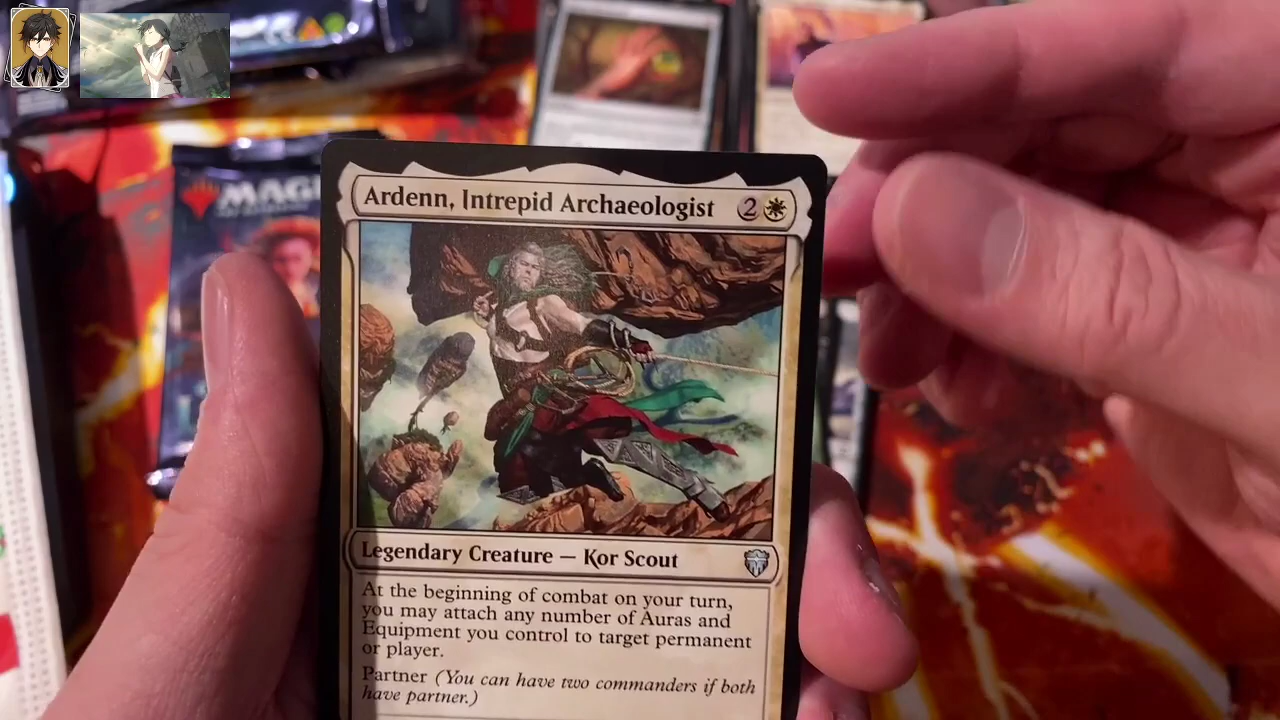 MAGI
Ardenn, Intrepid Archaeologist 2
Legendary Creature — Kor Scout
At the beginning of combat on your turn,
you may attach any number of Auras and
Equipment you control to target permanent
or player.
Partner (You can have two commanders if both
have partner.)